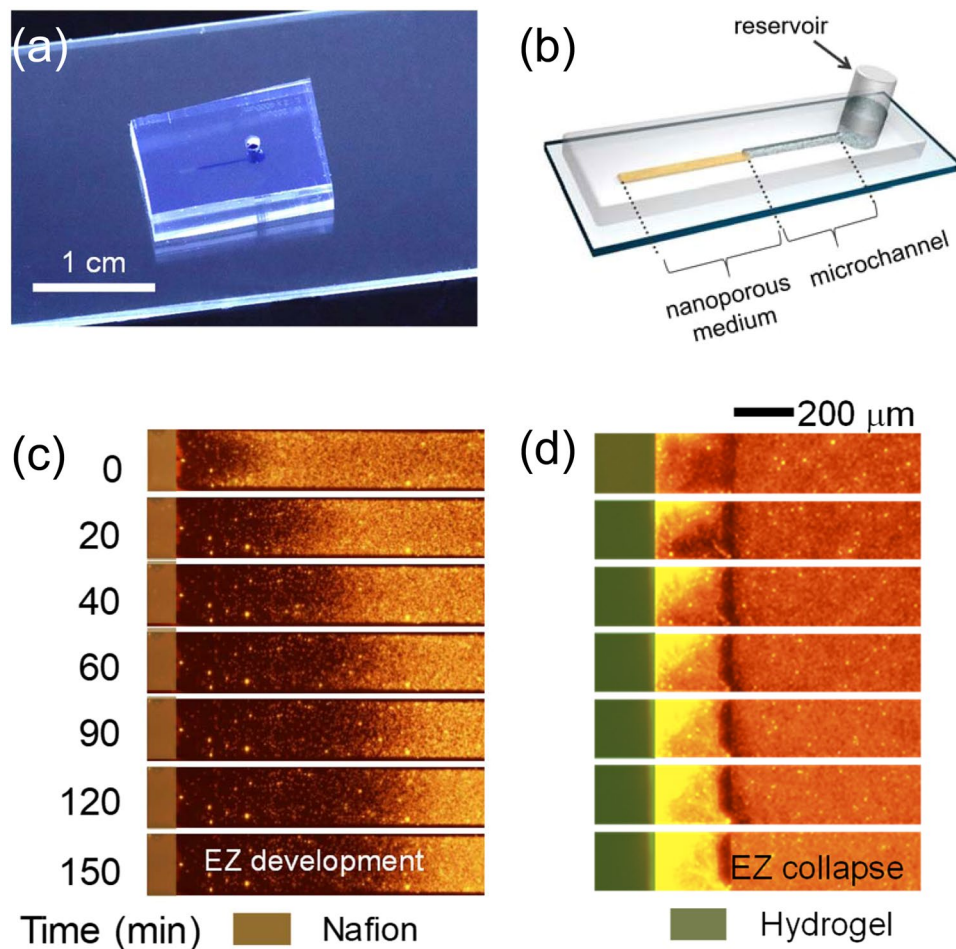 (a)
1 cm
(b)
reservoir
microchannel
nanoporous
medium
(c)
0
20
40
60
90
120
150
EZ development
Time (min)
Nafion
(d)
200 μm
EZ collapse
Hydrogel